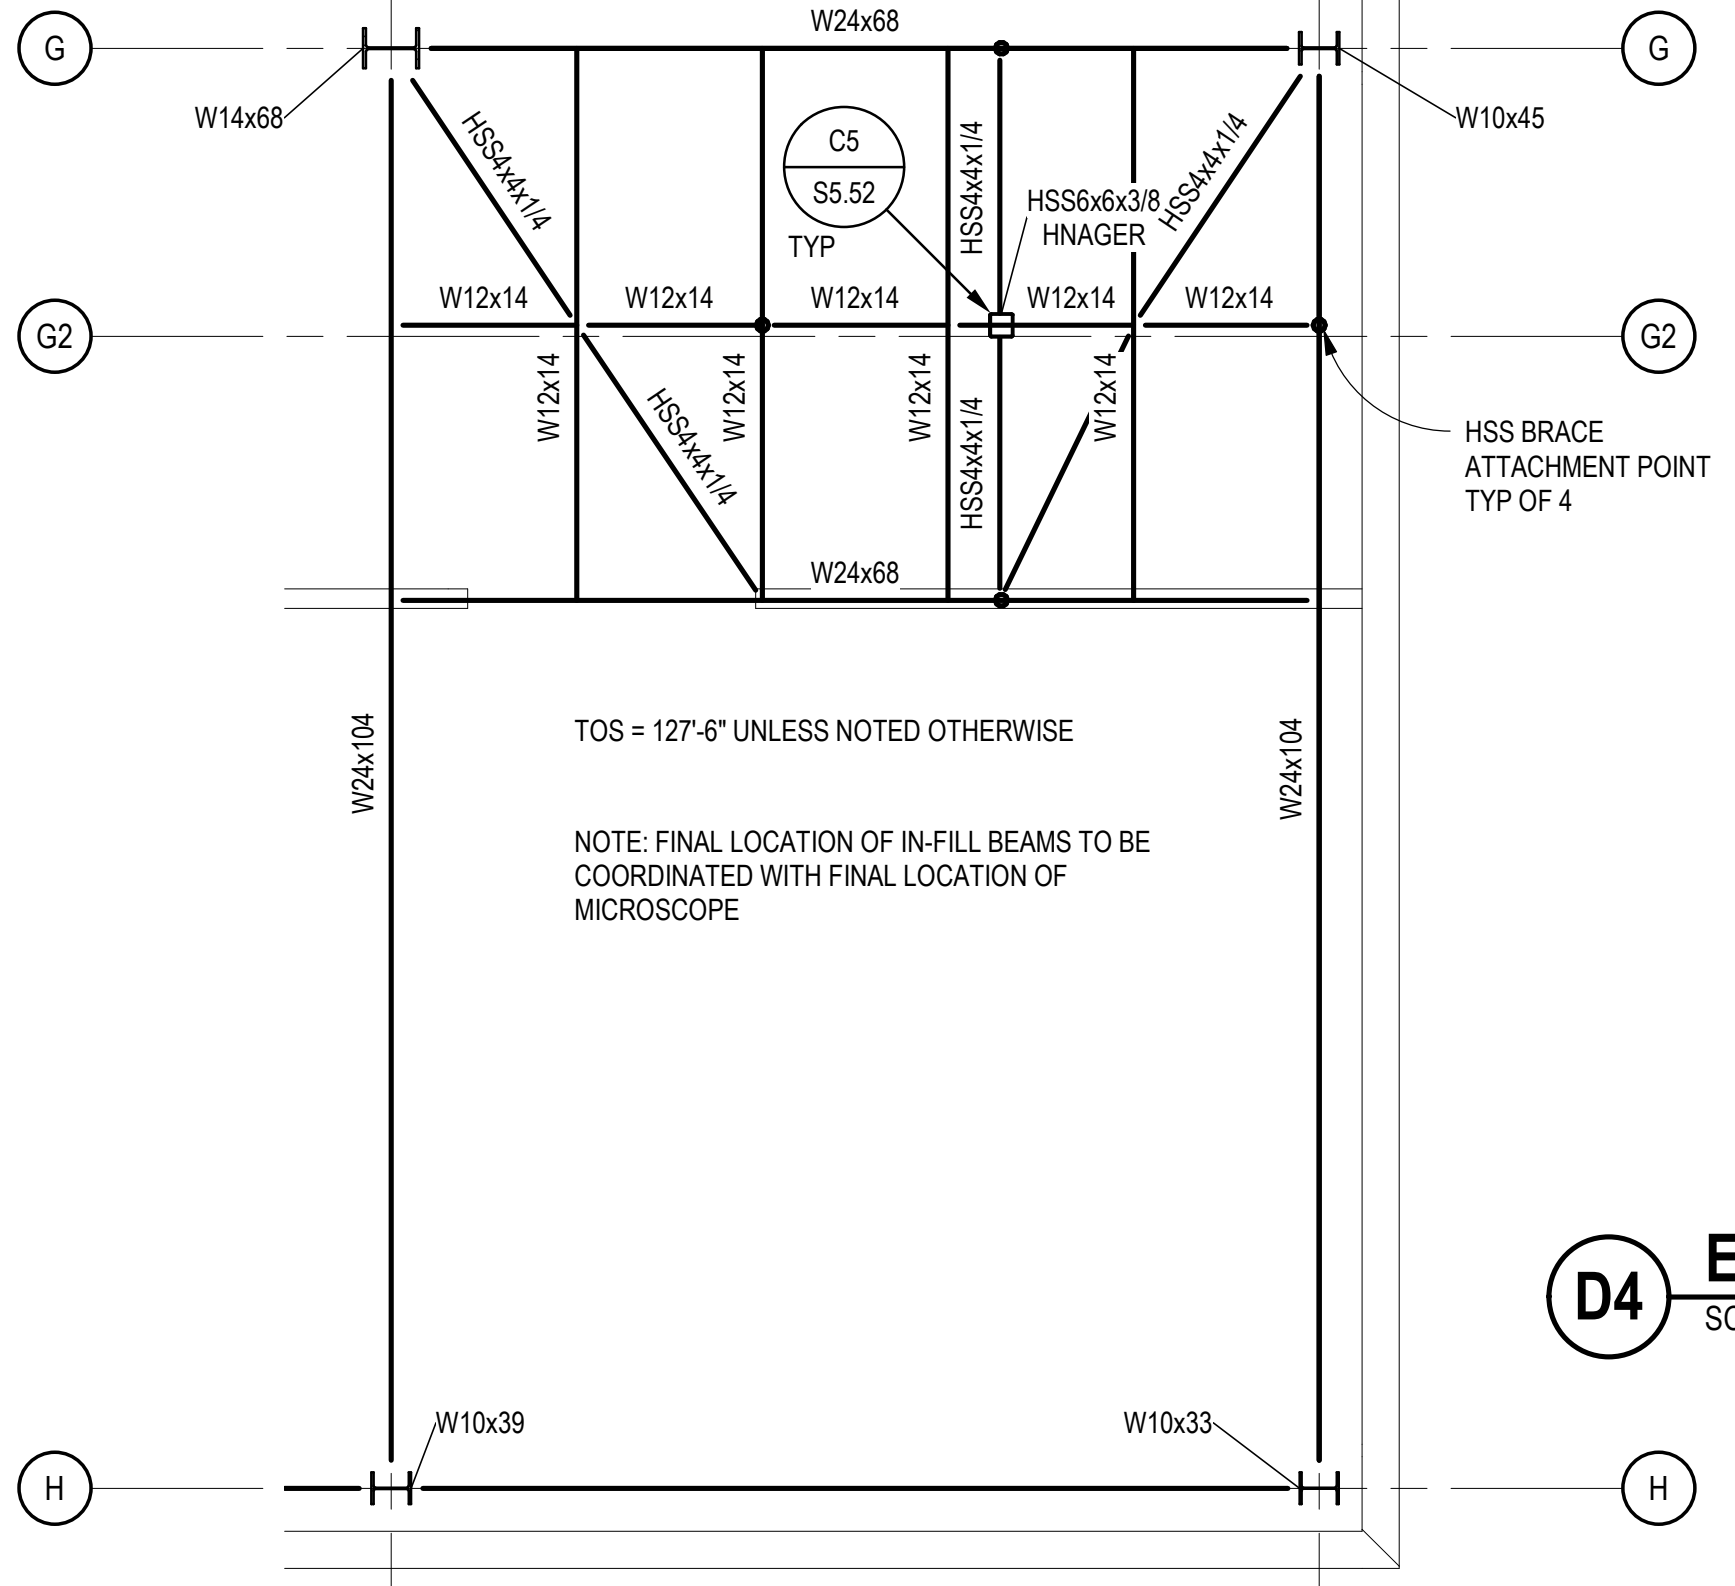 W24x68
G
G
W14x68
W10x45
HSS4x4x1/4
C5
S5.52
TYP
HSS4x4x1/4
HSS6x6x3/8
HNAGER
HSS4x4x1/4
W12x14
W12x14
W12x14
W12x14
W12x14
G2
G2
W12x14
HSS4x4x1/4
W12x14
W12x14
HSS4x4x1/4
W12x14
HSS BRACE
ATTACHMENT POINT
TYP OF 4
W24x68
W24x104
TOS = 127'-6" UNLESS NOTED OTHERWISE
W24x104
NOTE: FINAL LOCATION OF IN-FILL BEAMS TO BE
COORDINATED WITH FINAL LOCATION OF
MICROSCOPE
D4
W10x39
W10x33
H
H